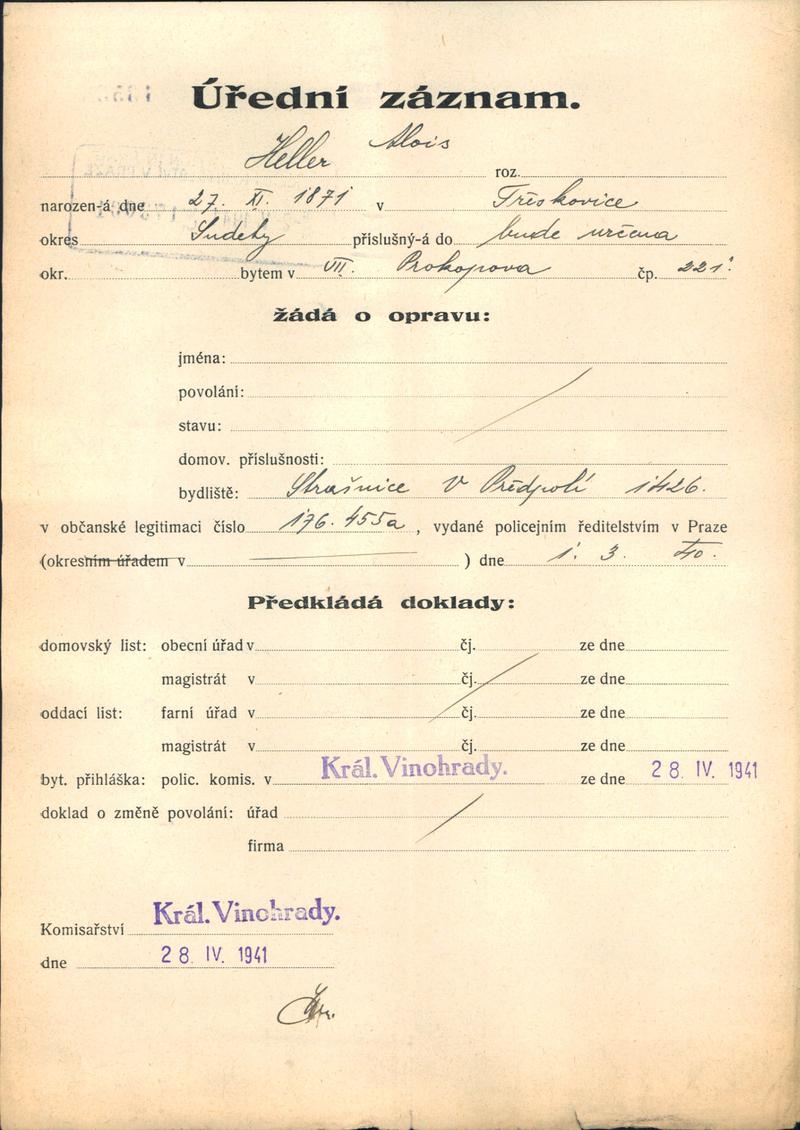 Úřední záznam.
Heller Alois roz.
narozen-á dne 27. XI. 1871 v Třeskovice
okres Sudety příslušný-á do bude určena
okr. bytem v VII. Prokopova čp. 221.
žádá o opravu:
jména:
povolání:
stavu:
domov. příslušnosti:
bydliště: Strašnice V Předpolí 1426.
v občanské legitimaci číslo 176.455a, vydané policejním ředitelstvím v Praze
(okresním úřadem v ) dne 1. 3. 40.
Předkládá doklady:
domovský list: obecní úřad v čj. ze dne
magistrát v čj. ze dne
oddací list: farní úřad v čj. ze dne
magistrát v čj. ze dne
byt. přihláška: polic. komis. v Král. Vinohrady. ze dne 28. IV. 1941
doklad o změně povolání: úřad
firma
Komisařství Král. Vinohrady.
dne 28. IV. 1941